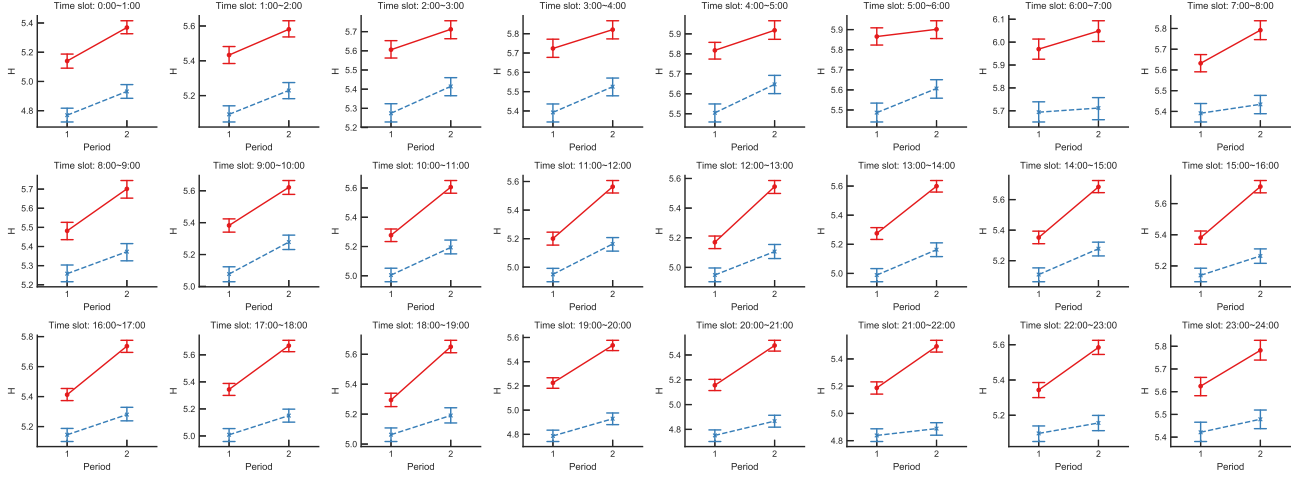 Time slot: 0:00~1:00
5.4
5.2
5.0
4.8
H
1 2
Period
Time slot: 1:00~2:00
5.6
5.4
5.2
H
1 2
Period
Time slot: 2:00~3:00
5.7
5.6
5.5
5.4
5.3
5.2
H
1 2
Period
Time slot: 3:00~4:00
5.8
5.7
5.6
5.5
5.4
H
1 2
Period
Time slot: 4:00~5:00
5.9
5.8
5.7
5.6
5.5
H
1 2
Period
Time slot: 5:00~6:00
5.9
5.8
5.7
5.6
5.5
H
1 2
Period
Time slot: 6:00~7:00
6.1
6.0
5.9
5.8
5.7
H
1 2
Period
Time slot: 7:00~8:00
5.8
5.7
5.6
5.5
5.4
H
1 2
Period
Time slot: 8:00~9:00
5.7
5.6
5.5
5.4
5.3
5.2
H
1 2
Period
Time slot: 9:00~10:00
5.6
5.4
5.2
5.0
H
1 2
Period
Time slot: 10:00~11:00
5.6
5.4
5.2
5.0
H
1 2
Period
Time slot: 11:00~12:00
5.6
5.4
5.2
5.0
H
1 2
Period
Time slot: 12:00~13:00
5.6
5.4
5.2
5.0
H
1 2
Period
Time slot: 13:00~14:00
5.6
5.4
5.2
5.0
H
1 2
Period
Time slot: 14:00~15:00
5.6
5.4
5.2
H
1 2
Period
Time slot: 15:00~16:00
5.6
5.4
5.2
H
1 2
Period
Time slot: 16:00~17:00
5.8
5.6
5.4
5.2
H
1 2
Period
Time slot: 17:00~18:00
5.6
5.4
5.2
5.0
H
1 2
Period
Time slot: 18:00~19:00
5.6
5.4
5.2
5.0
H
1 2
Period
Time slot: 19:00~20:00
5.4
5.2
5.0
4.8
H
1 2
Period
Time slot: 20:00~21:00
5.4
5.2
5.0
4.8
H
1 2
Period
Time slot: 21:00~22:00
5.4
5.2
5.0
4.8
H
1 2
Period
Time slot: 22:00~23:00
5.6
5.4
5.2
H
1 2
Period
Time slot: 23:00~24:00
5.8
5.7
5.6
5.5
5.4
H
1 2
Period